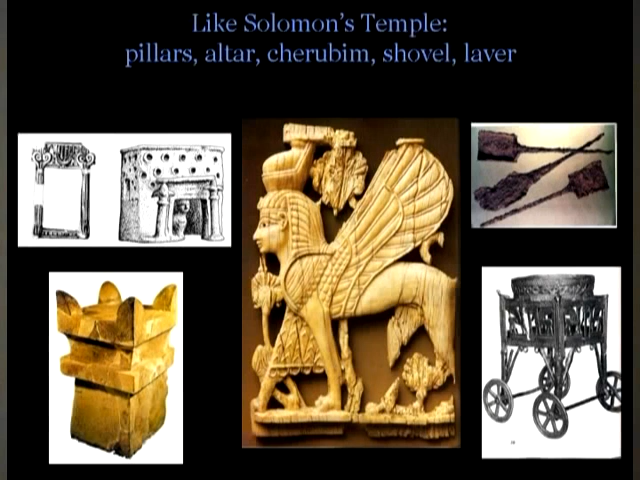 Like Solomon's Temple:
pillars, altar, cherubim, shovel, laver